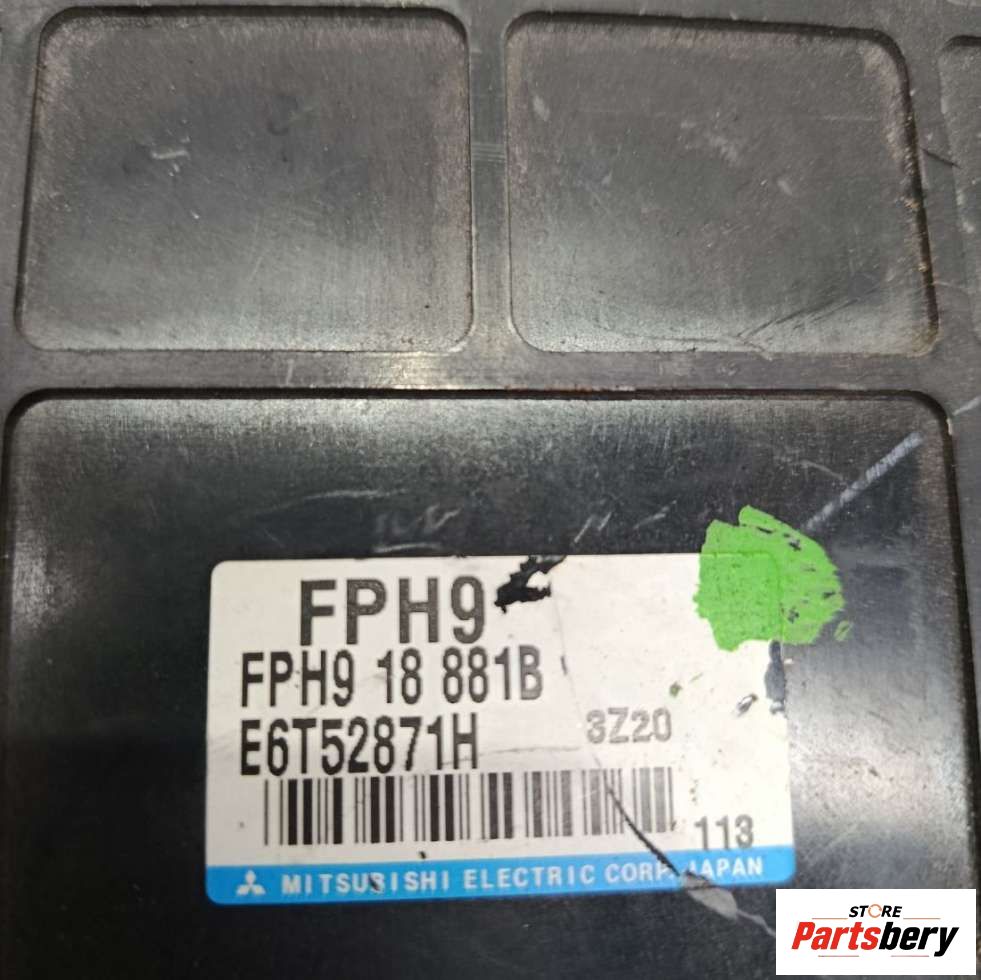 FPH9
FPH9 18 881B
E6T52871H
3Z20
113
MITSUBISHI ELECTRIC CORP. JAPAN
STORE
Partsbery